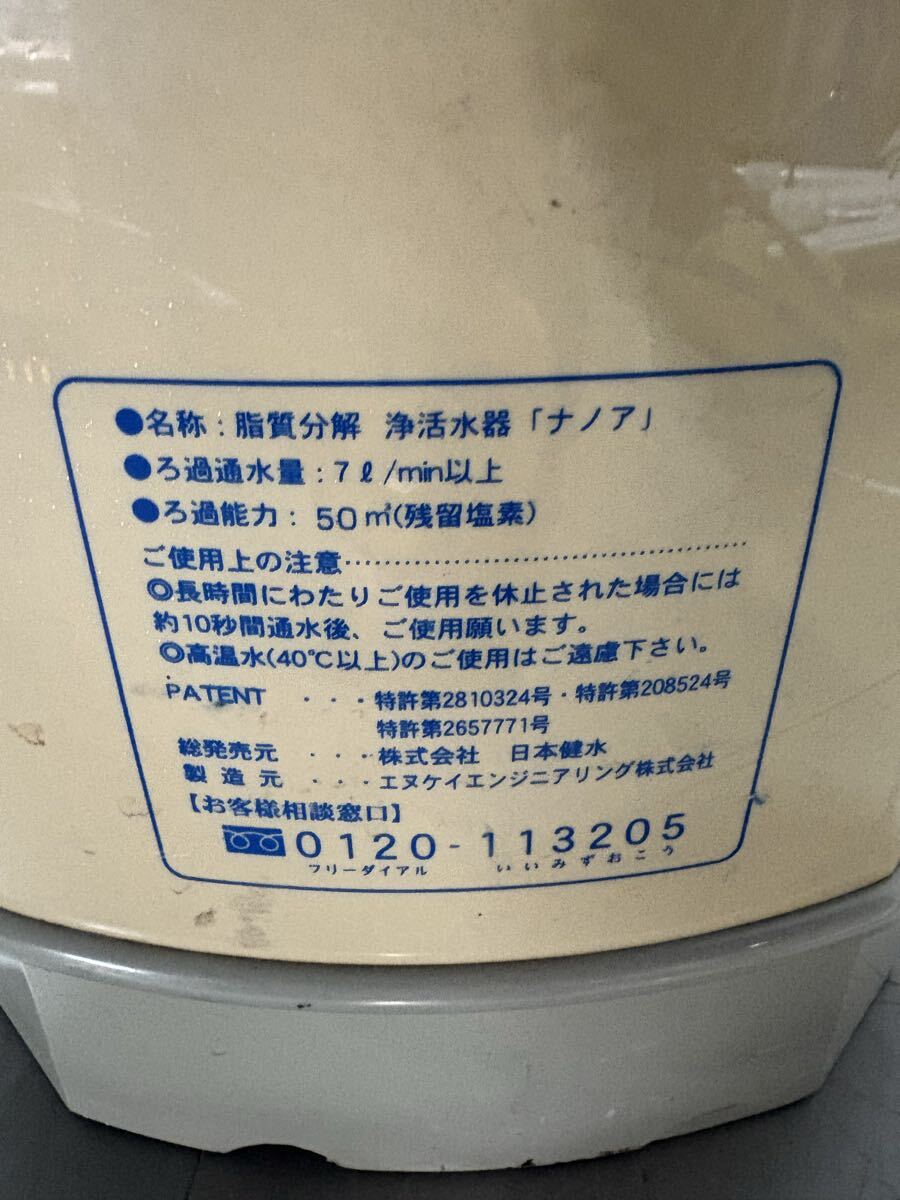 ●名称：脂質分解 浄活水器「ナノア」
●ろ過通水量：7ℓ/min以上
●ろ過能力：50㎥(残留塩素)
ご使用上の注意………………………………
◎長時間にわたりご使用を休止された場合には
約10秒間通水後、ご使用願います。
◎高温水(40℃以上)のご使用はご遠慮下さい。
PATENT ・・・特許第2810324号・特許第208524号
特許第2657771号
総発売元 ・・・株式会社 日本健水
製造元 ・・・エヌケイエンジニアリング株式会社
【お客様相談窓口】
0120-113205
フリーダイアル いいみずおこう